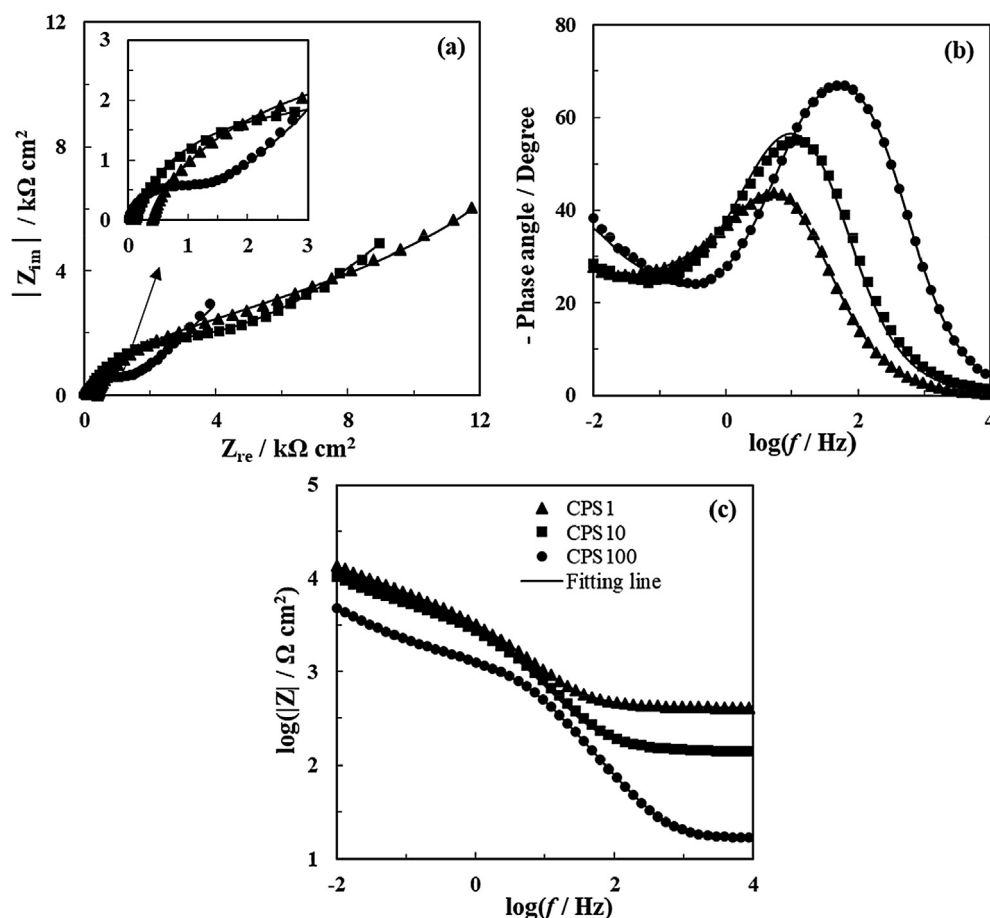 (a)
| Z_im | / kΩ cm²
12
8
4
0
3
2
1
0
0 1 2 3
0 4 8 12
Z_re / kΩ cm²
(b)
- Phase angle / Degree
80
60
40
20
0
-2 0 2 4
log(f / Hz)
(c)
log(|Z| / Ω cm²)
5
4
3
2
1
CPS1
CPS10
CPS100
Fitting line
-2 0 2 4
log(f / Hz)